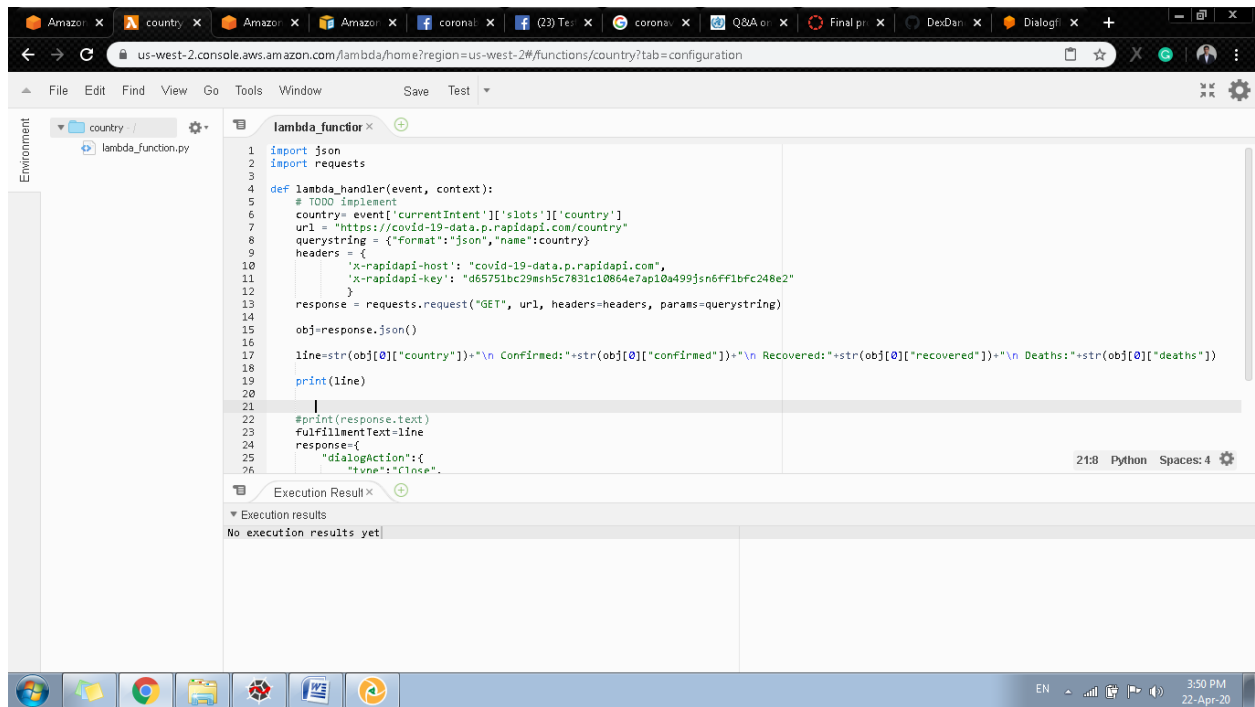 Amazon
country
Amazon
Amazon
corona
(23) Tes
coronav
Q&A or
Final pr
DexDan
Dialogfl
us-west-2.console.aws.amazon.com/lambda/home?region=us-west-2#/functions/country?tab=configuration
File Edit Find View Go Tools Window Save Test
Environment
country - /
lambda_function.py
lambda_function
1 import json
2 import requests
3
4 def lambda_handler(event, context):
5 # TODO implement
6 country= event['currentIntent']['slots']['country']
7 url = "https://covid-19-data.p.rapidapi.com/country"
8 querystring = {"format":"json","name":country}
9 headers = {
10 'x-rapidapi-host': "covid-19-data.p.rapidapi.com",
11 'x-rapidapi-key': "d65751bc29msh5c7831c10864e7ap10a499jsn6ff1bfc248e2"
12 }
13 response = requests.request("GET", url, headers=headers, params=querystring)
14
15 obj=response.json()
16
17 line=str(obj[0]["country"])+"\n Confirmed:"+str(obj[0]["confirmed"])+"\n Recovered:"+str(obj[0]["recovered"])+"\n Deaths:"+str(obj[0]["deaths"])
18
19 print(line)
20
21
22 #print(response.text)
23 fulfillmentText=line
24 response={
25 "dialogAction":{
26 "type":"Close",
21:8 Python Spaces: 4
Execution Result
Execution results
No execution results yet
EN
3:50 PM
22-Apr-20